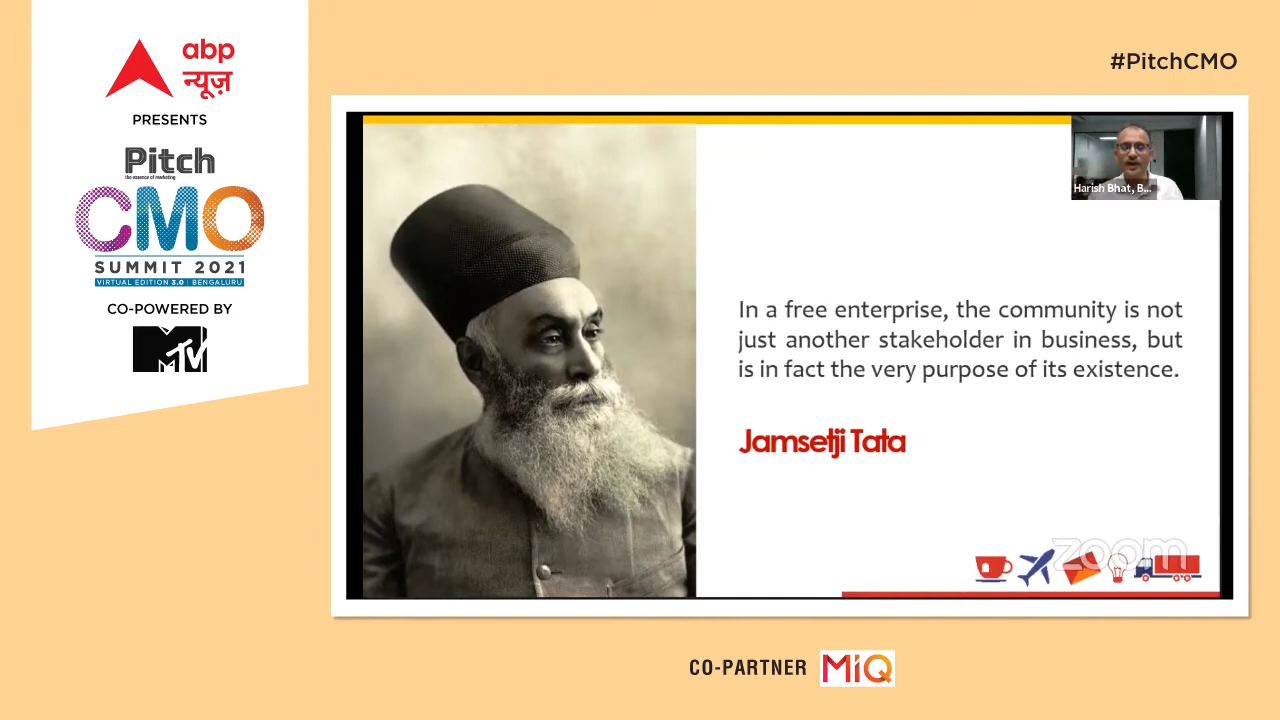 abp
न्यूज़
PRESENTS
Pitch
the essence of marketing
CMO
SUMMIT 2021
VIRTUAL EDITION 3.0 | BENGALURU
CO-POWERED BY
MTV
#PitchCMO
Harish Bhat, B...
In a free enterprise, the community is not
just another stakeholder in business, but
is in fact the very purpose of its existence.
Jamsetji Tata
zoom
CO-PARTNER MiQ